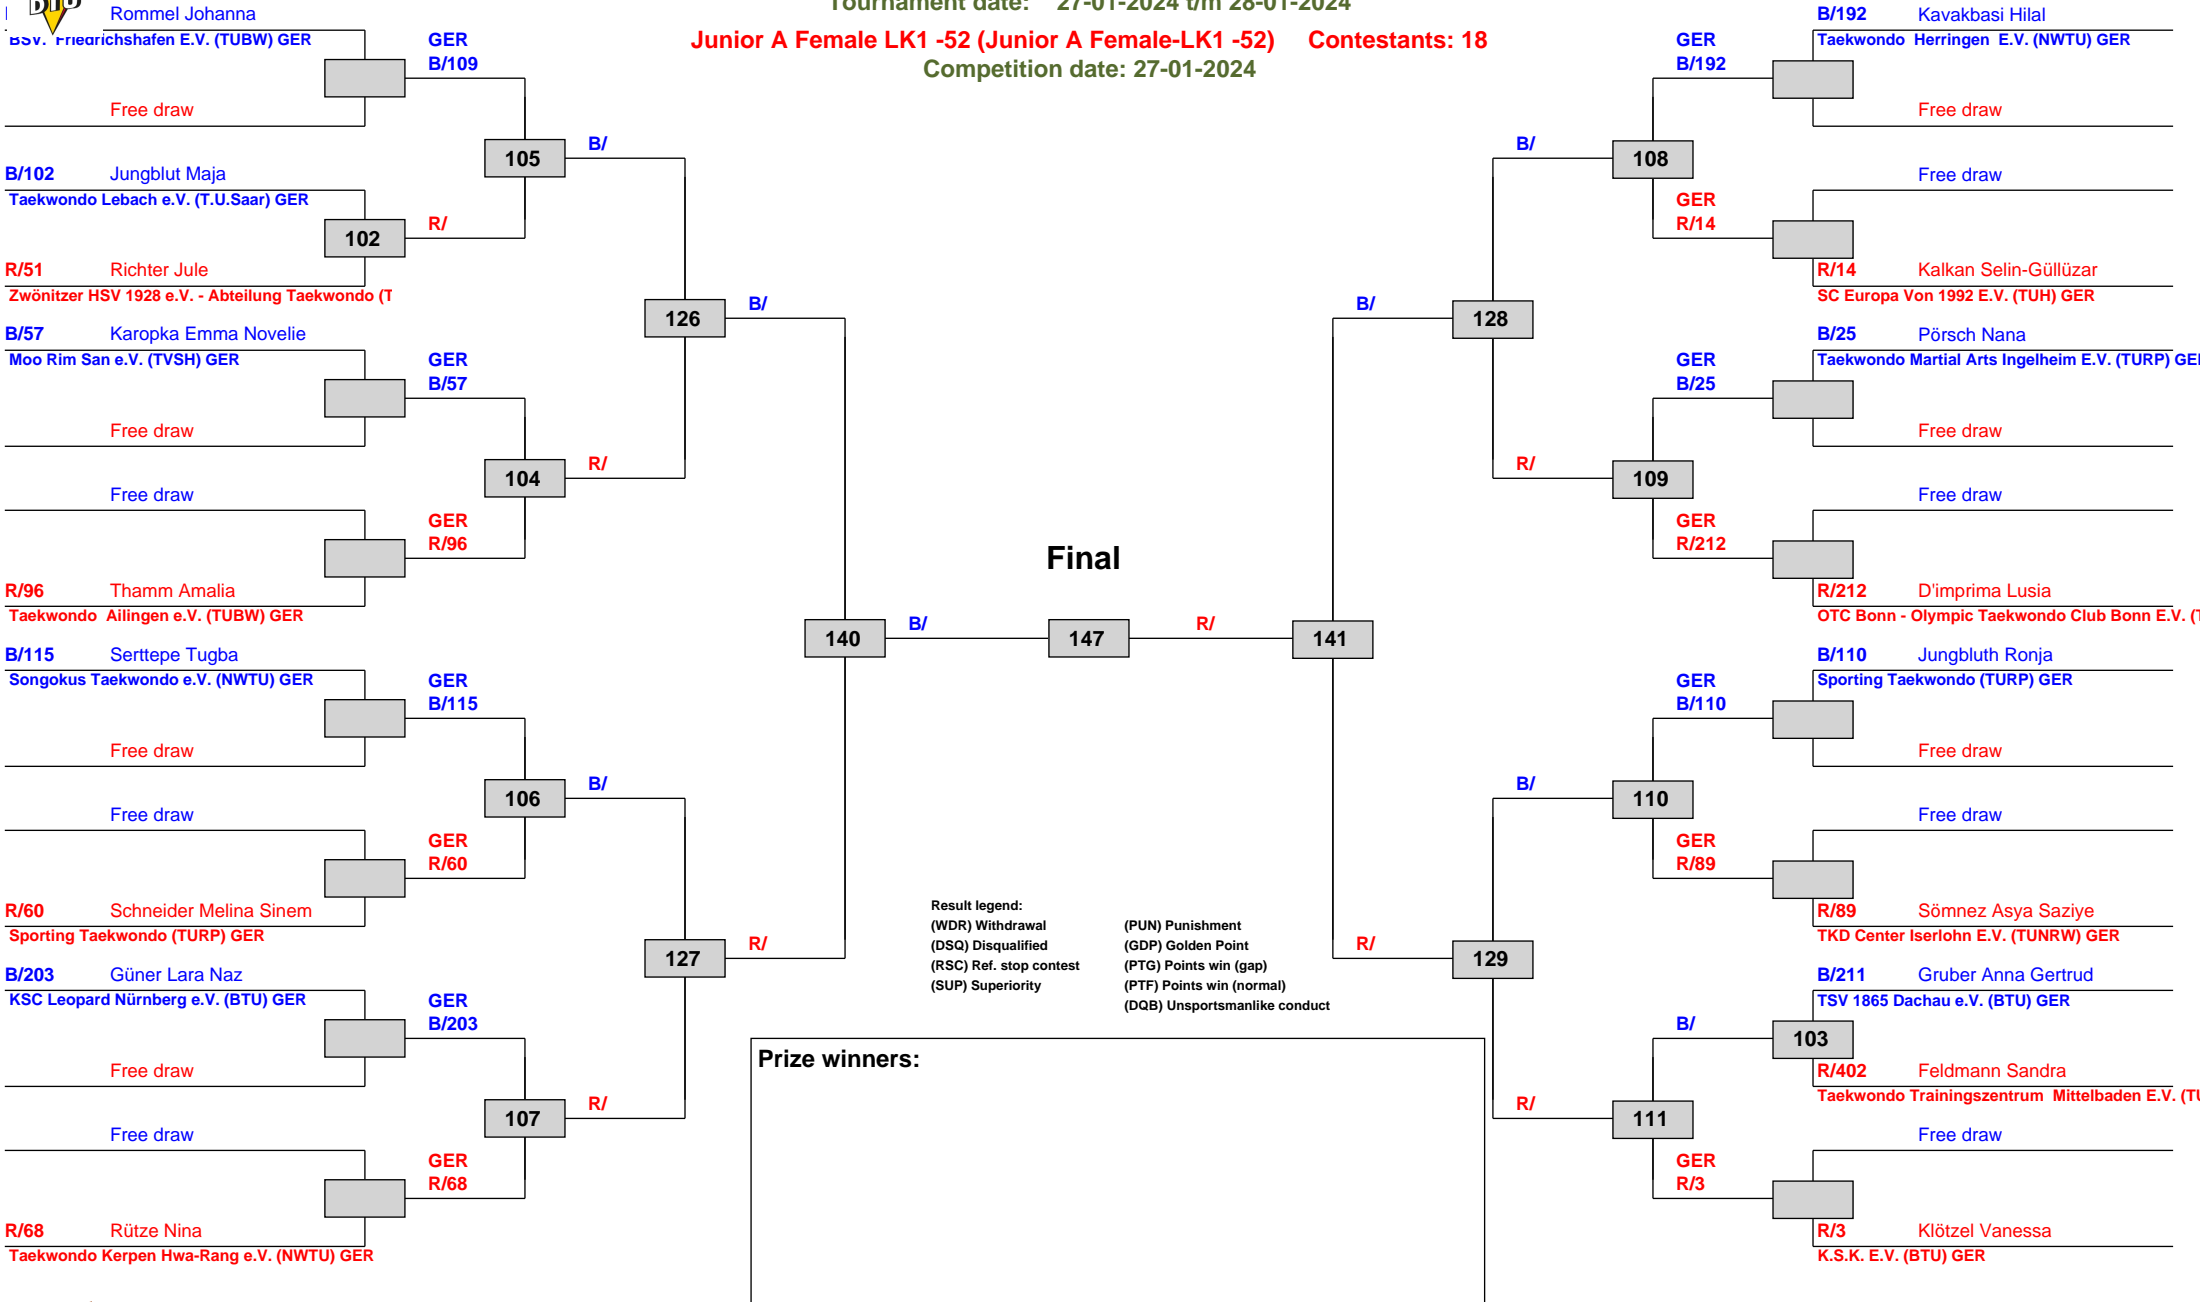 Tournament date: 27-01-2024 t/m 28-01-2024
Junior A Female LK1 -52 (Junior A Female-LK1 -52) Contestants: 18
Competition date: 27-01-2024
Rommel Johanna
BSV. Friedrichshafen E.V. (TUBW) GER
GER
B/109
Free draw
105
B/
B/102 Jungblut Maja
Taekwondo Lebach e.V. (T.U.Saar) GER
102
R/
R/51 Richter Jule
Zwönitzer HSV 1928 e.V. - Abteilung Taekwondo (T
126
B/
B/57 Karopka Emma Novelie
Moo Rim San e.V. (TVSH) GER
GER
B/57
Free draw
104
R/
Free draw
GER
R/96
R/96 Thamm Amalia
Taekwondo Ailingen e.V. (TUBW) GER
140
B/
B/115 Serttepe Tugba
Songokus Taekwondo e.V. (NWTU) GER
GER
B/115
Free draw
106
B/
Free draw
GER
R/60
R/60 Schneider Melina Sinem
Sporting Taekwondo (TURP) GER
127
R/
B/203 Güner Lara Naz
KSC Leopard Nürnberg e.V. (BTU) GER
GER
B/203
Free draw
107
R/
Free draw
GER
R/68
R/68 Rütze Nina
Taekwondo Kerpen Hwa-Rang e.V. (NWTU) GER
Final
147
R/
141
B/192 Kavakbasi Hilal
Taekwondo Herringen E.V. (NWTU) GER
GER
B/192
Free draw
B/
108
Free draw
GER
R/14
R/14 Kalkan Selin-Güllüzar
SC Europa Von 1992 E.V. (TUH) GER
B/
128
B/25 Pörsch Nana
Taekwondo Martial Arts Ingelheim E.V. (TURP) GE
GER
B/25
Free draw
R/
109
Free draw
GER
R/212
R/212 D'imprima Lusia
OTC Bonn - Olympic Taekwondo Club Bonn E.V. (T
B/110 Jungbluth Ronja
Sporting Taekwondo (TURP) GER
GER
B/110
Free draw
B/
110
Free draw
GER
R/89
R/89 Sömnez Asya Saziye
TKD Center Iserlohn E.V. (TUNRW) GER
R/
129
B/211 Gruber Anna Gertrud
TSV 1865 Dachau e.V. (BTU) GER
B/
103
R/402 Feldmann Sandra
Taekwondo Trainingszentrum Mittelbaden E.V. (TU
R/
111
Free draw
GER
R/3
R/3 Klötzel Vanessa
K.S.K. E.V. (BTU) GER
Result legend:
(WDR) Withdrawal (PUN) Punishment
(DSQ) Disqualified (GDP) Golden Point
(RSC) Ref. stop contest (PTG) Points win (gap)
(SUP) Superiority (PTF) Points win (normal)
(DQB) Unsportsmanlike conduct
Prize winners: